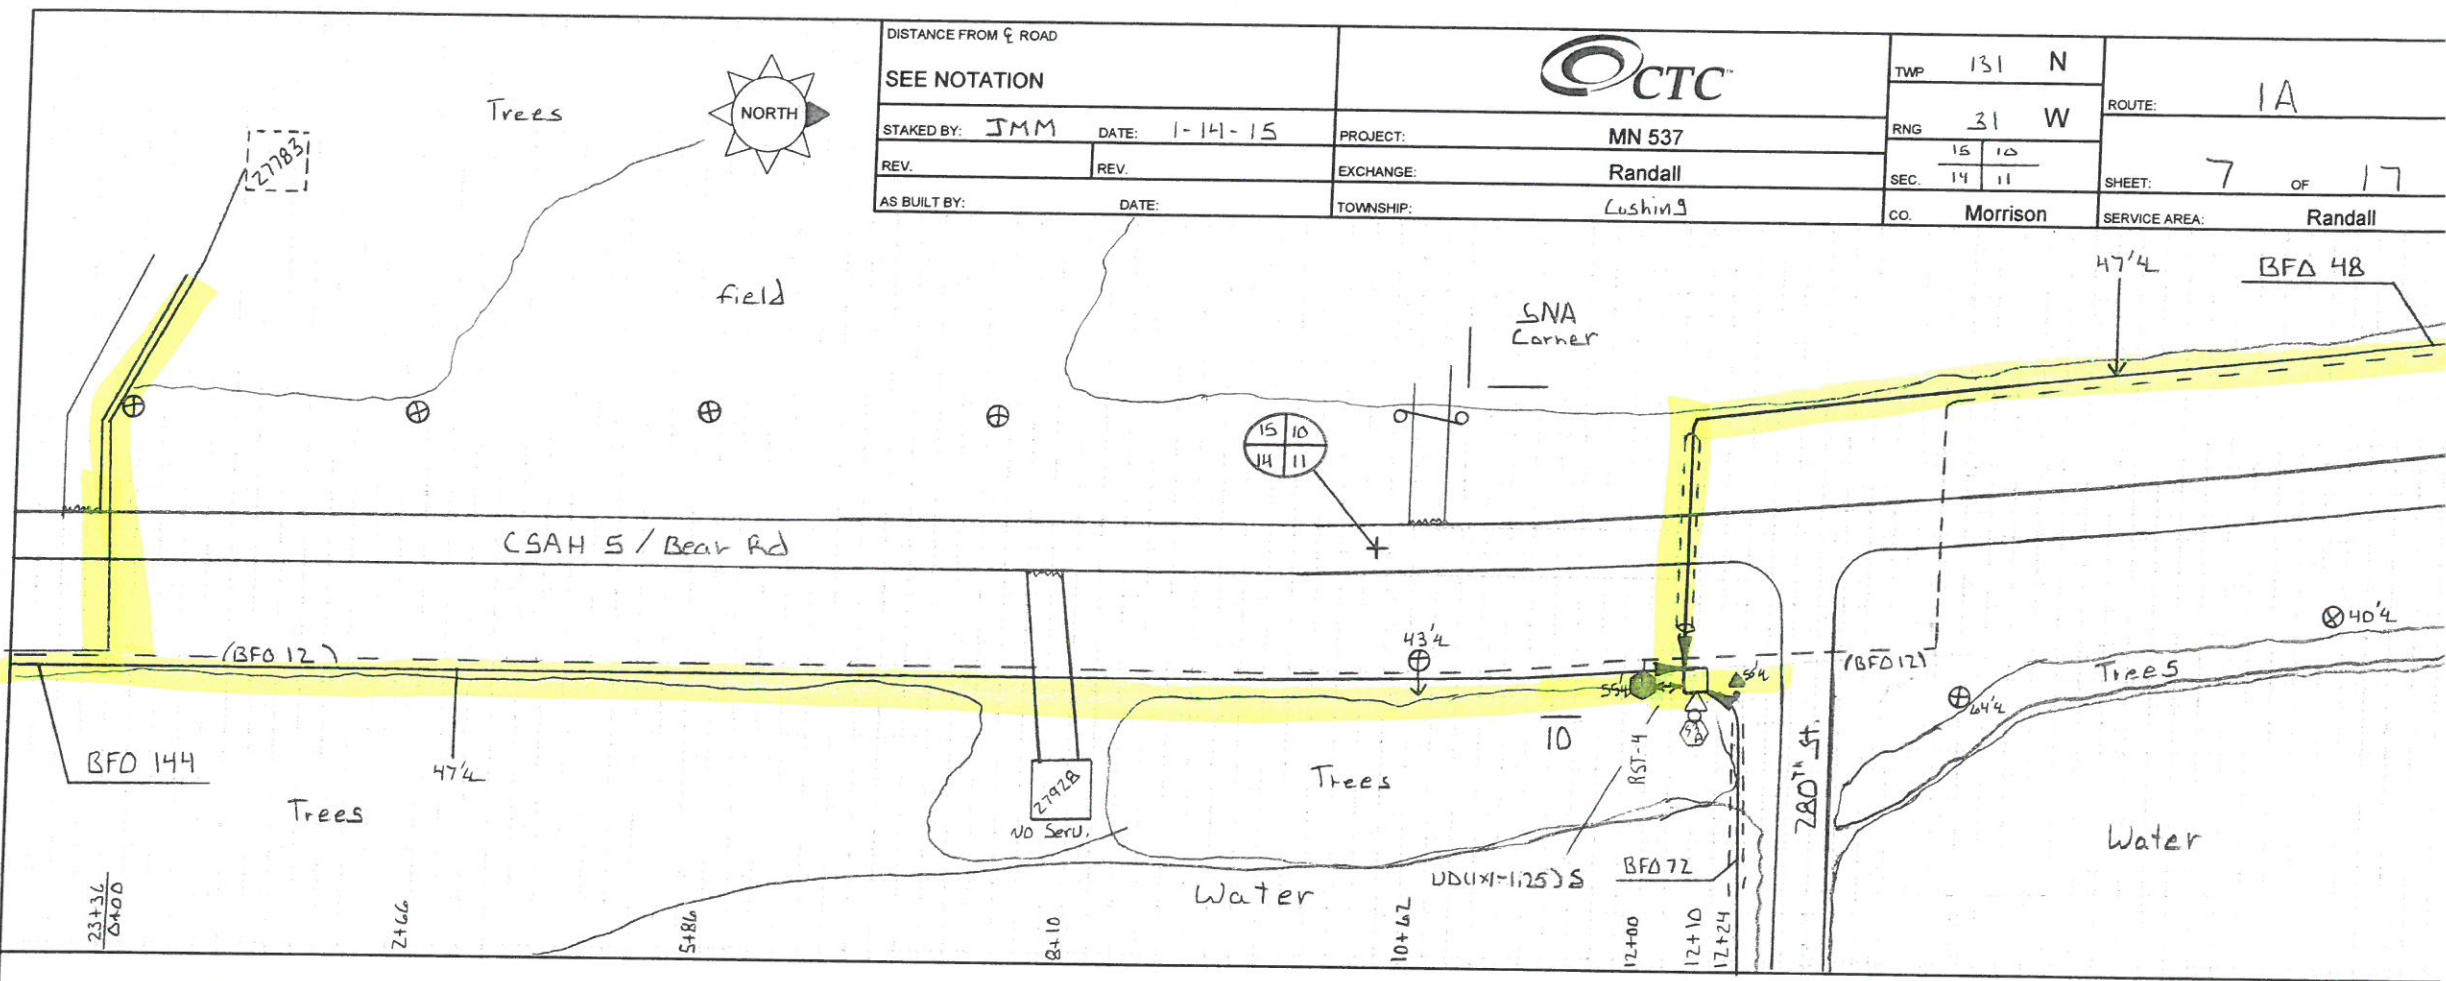 DISTANCE FROM ℄ ROAD
SEE NOTATION
STAKED BY: JMM DATE: 1-14-15
REV. REV.
AS BUILT BY: DATE:
CTC™
PROJECT: MN 537
EXCHANGE: Randall
TOWNSHIP: Cushing
TWP 131 N
RNG 31 W
SEC. 15 10
14 11
CO. Morrison
ROUTE: 1A
SHEET: 7 OF 17
SERVICE AREA: Randall
NORTH
Trees
27783
field
SNA
Corner
47'℄
BFO 48
15 10
14 11
CSAH 5 / Bear Rd
(BFO 12)
43'℄
(BFO 12)
40'℄
Trees
55'℄
55'℄
64'℄
BFO 144
47'℄
10
RST-4
280TH St.
Trees
27928
NO Serv.
Trees
Water
UD(1x1-1.25)S
BFO 72
Water
23+36
0+00
2+66
5+86
8+10
10+62
12+00
12+10
12+24